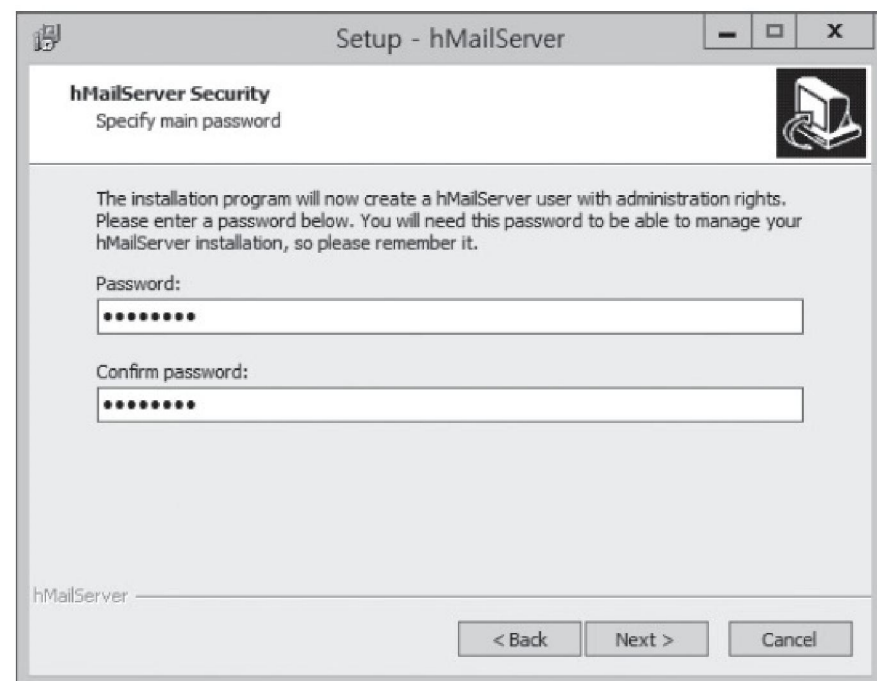 Setup - hMailServer
hMailServer Security
Specify main password
The installation program will now create a hMailServer user with administration rights.
Please enter a password below. You will need this password to be able to manage your
hMailServer installation, so please remember it.
Password:
••••••••
Confirm password:
••••••••
hMailServer
< Back Next > Cancel